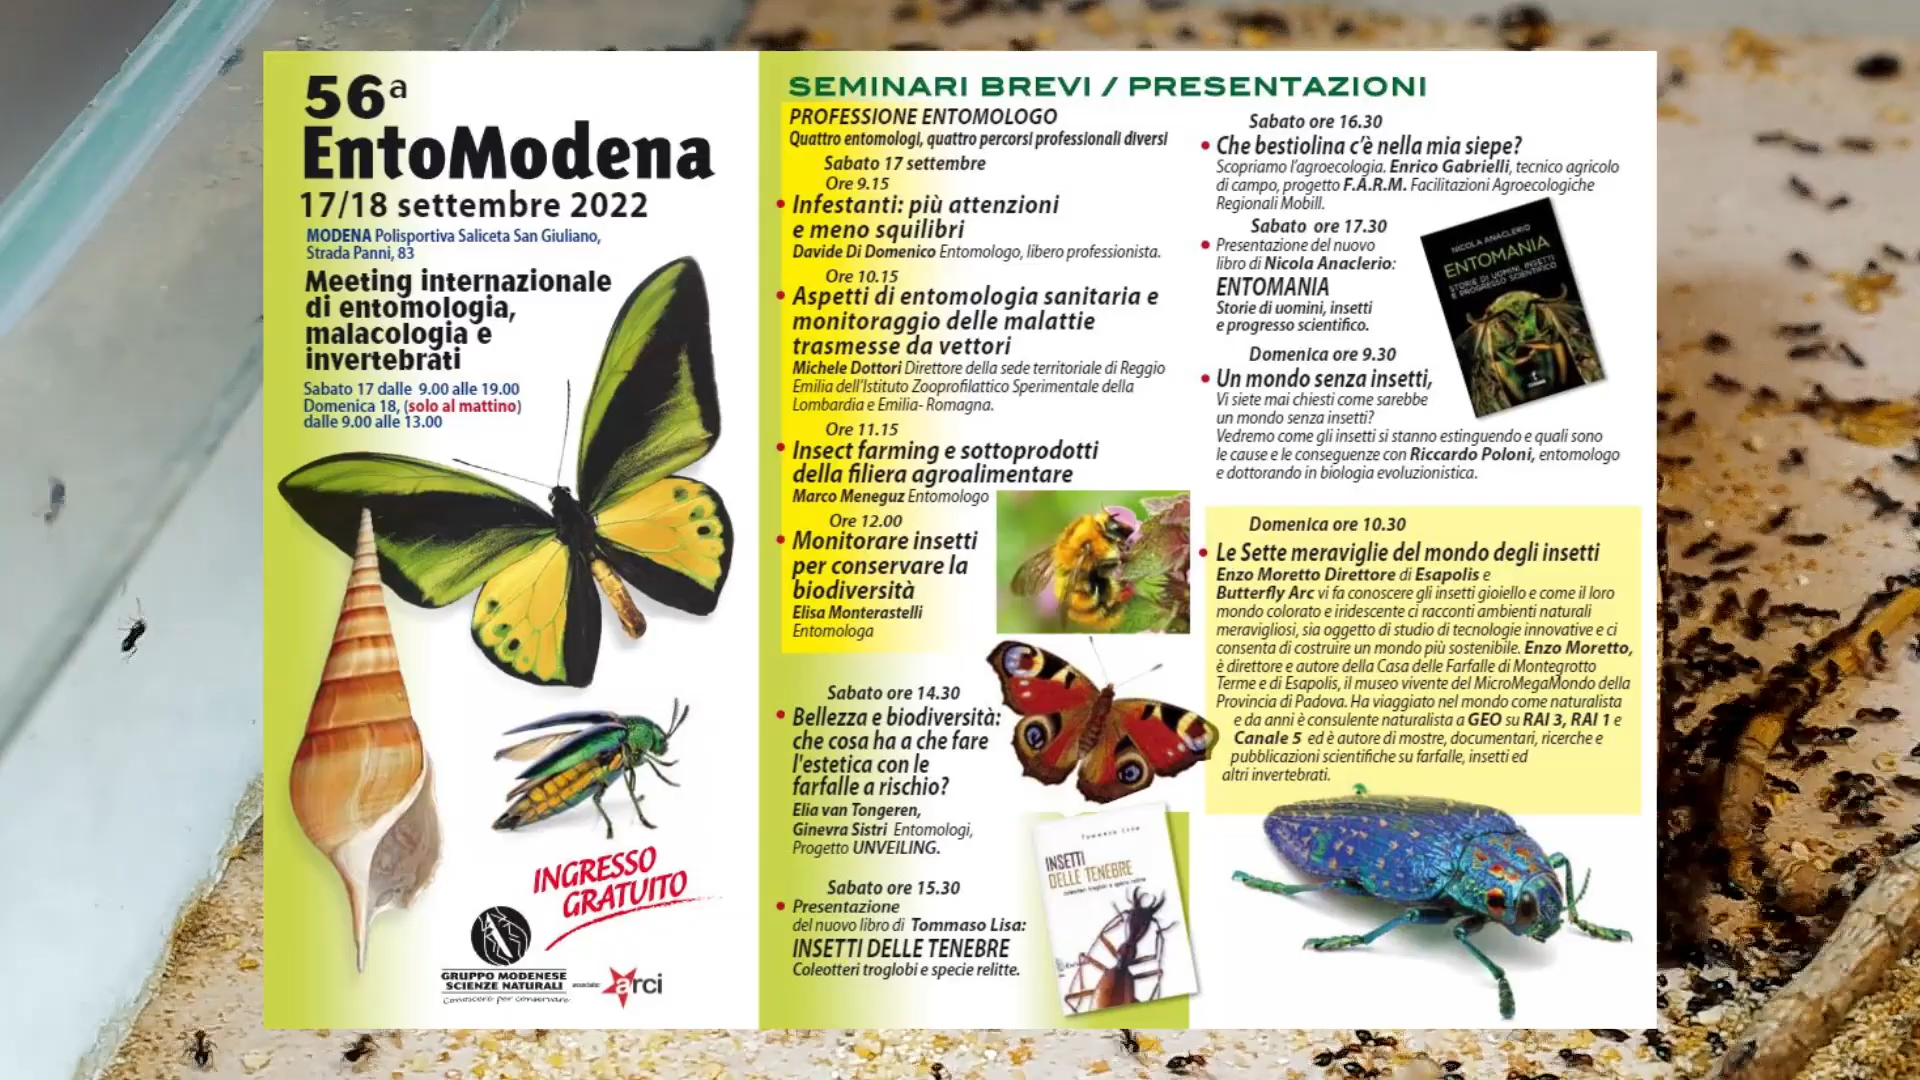 56a
EntoModena
17/18 settembre 2022
MODENA Polisportiva Saliceta San Giuliano,
Strada Panni, 83
Meeting internazionale
di entomologia,
malacologia e
invertebrati
Sabato 17 dalle 9.00 alle 19.00
Domenica 18, (solo al mattino)
dalle 9.00 alle 13.00
INGRESSO
GRATUITO
GRUPPO MODENESE
SCIENZE NATURALI
Conoscere per conservare
associato
arci
SEMINARI BREVI / PRESENTAZIONI
PROFESSIONE ENTOMOLOGO
Quattro entomologi, quattro percorsi professionali diversi
Sabato 17 settembre
Ore 9.15
• Infestanti: più attenzioni
e meno squilibri
Davide Di Domenico Entomologo, libero professionista.
Ore 10.15
• Aspetti di entomologia sanitaria e
monitoraggio delle malattie
trasmesse da vettori
Michele Dottori Direttore della sede territoriale di Reggio
Emilia dell'Istituto Zooprofilattico Sperimentale della
Lombardia e Emilia- Romagna.
Ore 11.15
• Insect farming e sottoprodotti
della filiera agroalimentare
Marco Meneguz Entomologo
Ore 12.00
• Monitorare insetti
per conservare la
biodiversità
Elisa Monterastelli
Entomologa
Sabato ore 14.30
• Bellezza e biodiversità:
che cosa ha a che fare
l'estetica con le
farfalle a rischio?
Elia van Tongeren,
Ginevra Sistri Entomologi,
Progetto UNVEILING.
Sabato ore 15.30
• Presentazione
del nuovo libro di Tommaso Lisa:
INSETTI DELLE TENEBRE
Coleotteri troglobi e specie relitte.
Tommaso Lisa
INSETTI
DELLE TENEBRE
coleotteri troglobi e specie relitte
Sabato ore 16.30
• Che bestiolina c'è nella mia siepe?
Scopriamo l'agroecologia. Enrico Gabrielli, tecnico agricolo
di campo, progetto F.A.R.M. Facilitazioni Agroecologiche
Regionali Mobill.
Sabato ore 17.30
• Presentazione del nuovo
libro di Nicola Anaclerio:
ENTOMANIA
Storie di uomini, insetti
e progresso scientifico.
NICOLA ANACLERIO
ENTOMANIA
STORIE DI UOMINI, INSETTI
E PROGRESSO SCIENTIFICO
Domenica ore 9.30
• Un mondo senza insetti,
Vi siete mai chiesti come sarebbe
un mondo senza insetti?
Vedremo come gli insetti si stanno estinguendo e quali sono
le cause e le conseguenze con Riccardo Poloni, entomologo
e dottorando in biologia evoluzionistica.
Domenica ore 10.30
• Le Sette meraviglie del mondo degli insetti
Enzo Moretto Direttore di Esapolis e
Butterfly Arc vi fa conoscere gli insetti gioiello e come il loro
mondo colorato e iridescente ci racconti ambienti naturali
meravigliosi, sia oggetto di studio di tecnologie innovative e ci
consenta di costruire un mondo più sostenibile. Enzo Moretto,
è direttore e autore della Casa delle Farfalle di Montegrotto
Terme e di Esapolis, il museo vivente del MicroMegaMondo della
Provincia di Padova. Ha viaggiato nel mondo come naturalista
e da anni è consulente naturalista a GEO su RAI 3, RAI 1 e
Canale 5 ed è autore di mostre, documentari, ricerche e
pubblicazioni scientifiche su farfalle, insetti ed
altri invertebrati.